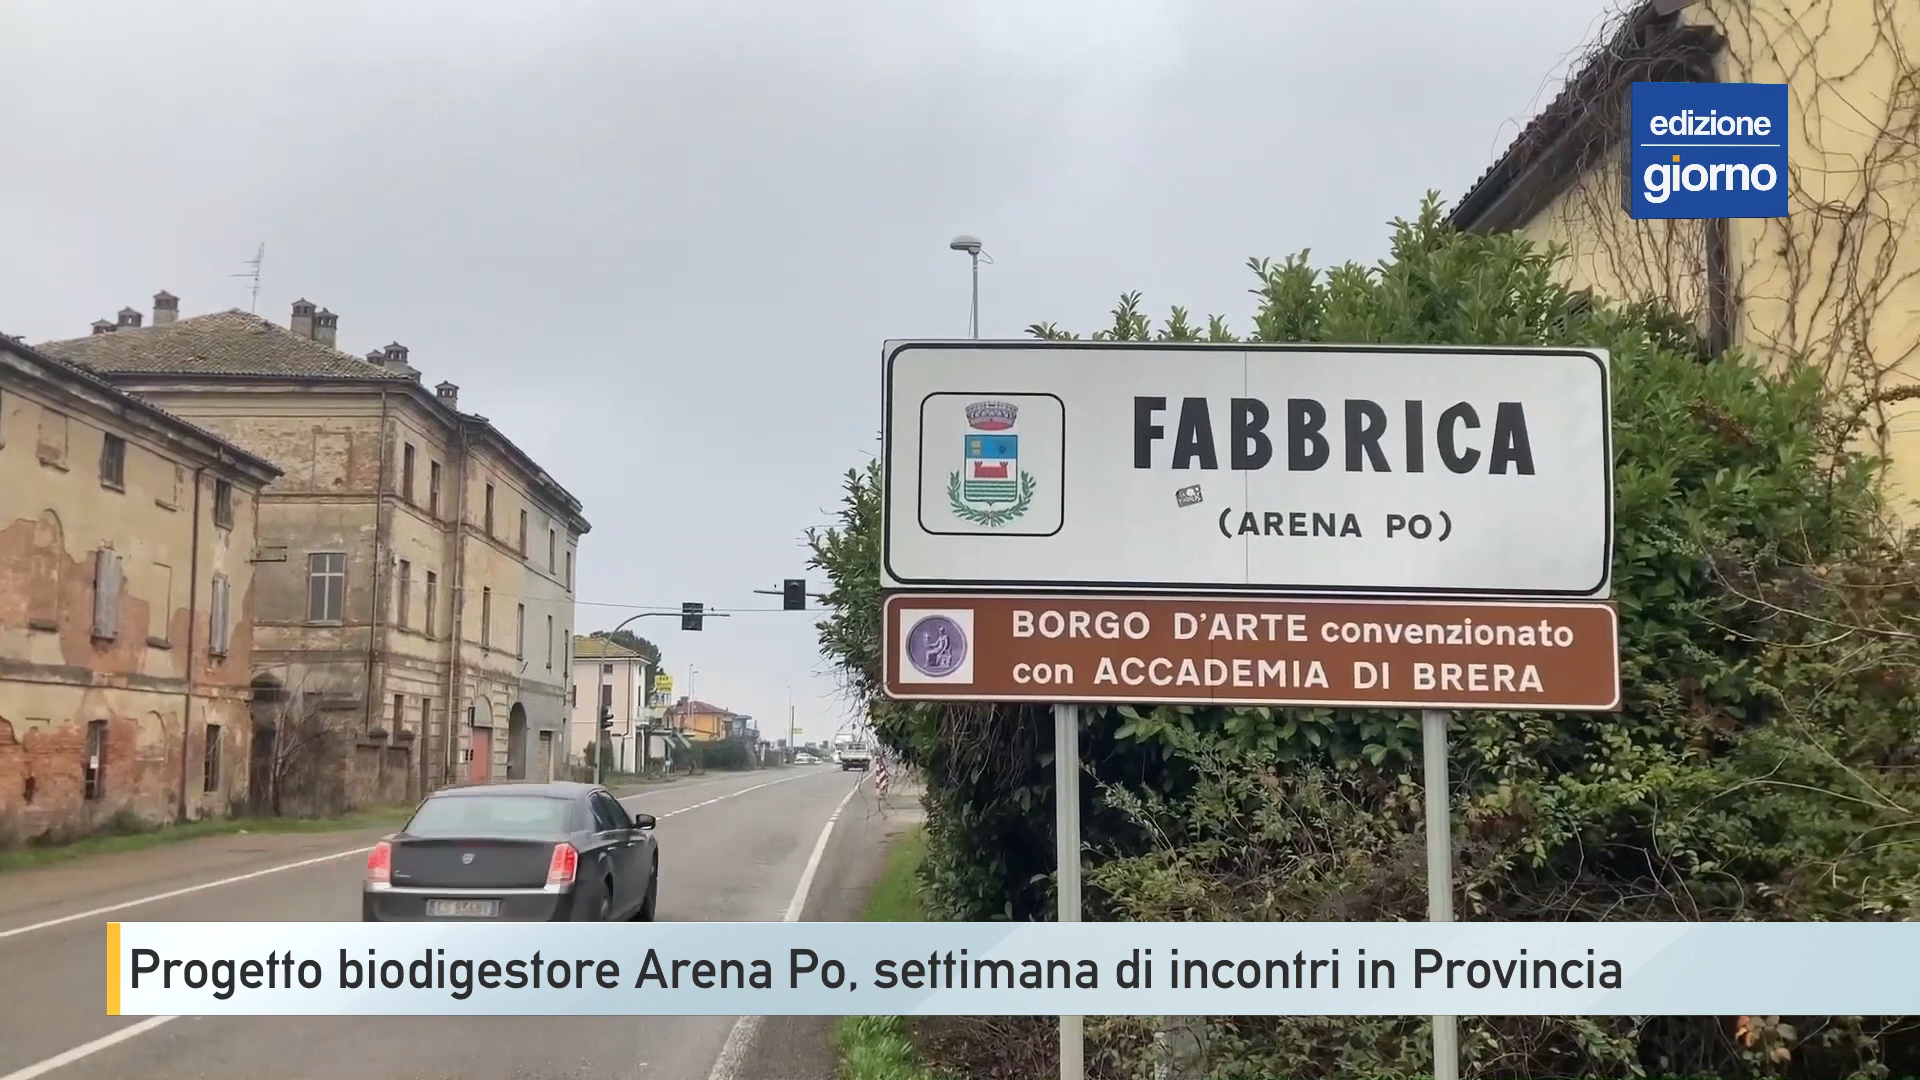 edizione
giorno
FABBRICA
(ARENA PO)
BORGO D'ARTE convenzionato
con ACCADEMIA DI BRERA
Progetto biodigestore Arena Po, settimana di incontri in Provincia